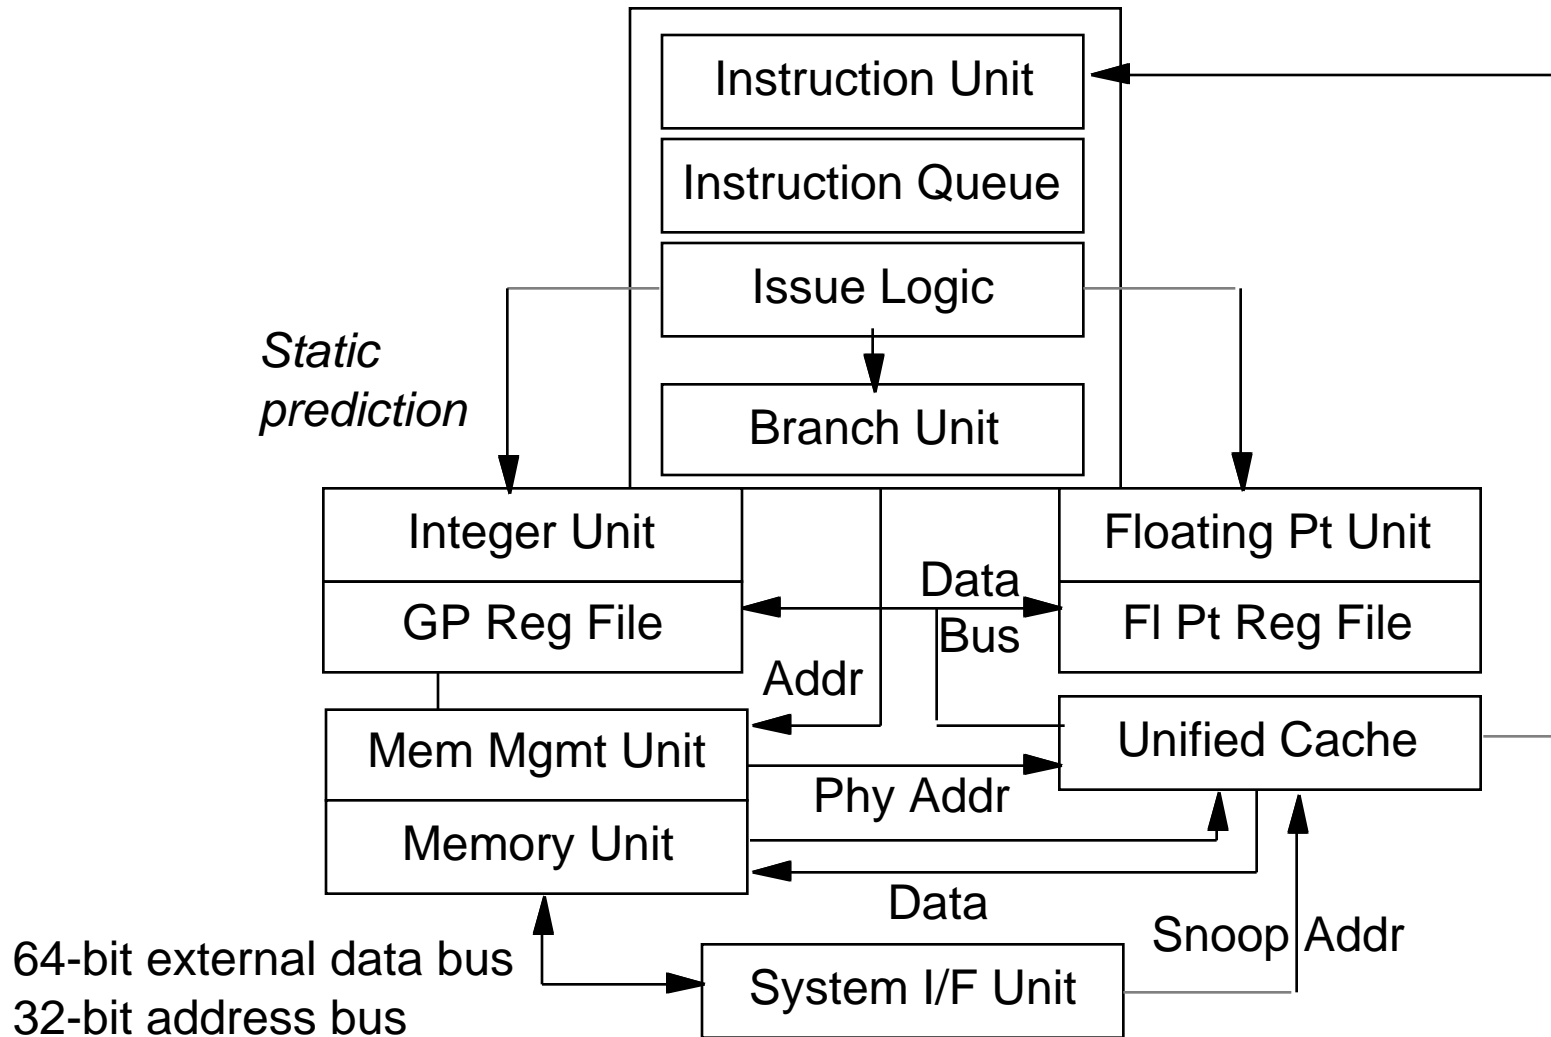 Instruction Unit
Instruction Queue
Issue Logic
Static
prediction
Branch Unit
Integer Unit
Floating Pt Unit
Data
GP Reg File
Bus
Fl Pt Reg File
Addr
Mem Mgmt Unit
Unified Cache
Phy Addr
Memory Unit
Data
Snoop Addr
64-bit external data bus
System I/F Unit
32-bit address bus